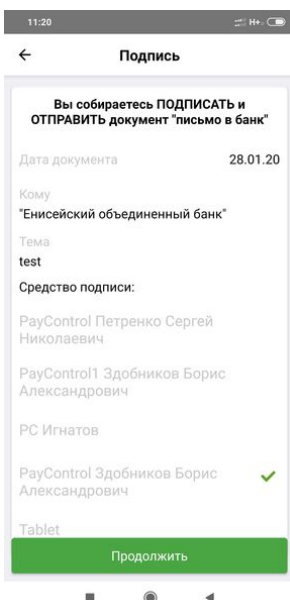 11:20
H+
Подпись
Вы собираетесь ПОДПИСАТЬ и
ОТПРАВИТЬ документ "письмо в банк"
Дата документа 28.01.20
Кому
"Енисейский объединенный банк"
Тема
test
Средство подписи:
PayControl Петренко Сергей
Николаевич
PayControl1 Здобников Борис
Александрович
РС Игнатов
PayControl Здобников Борис
Александрович
Tablet
Продолжить